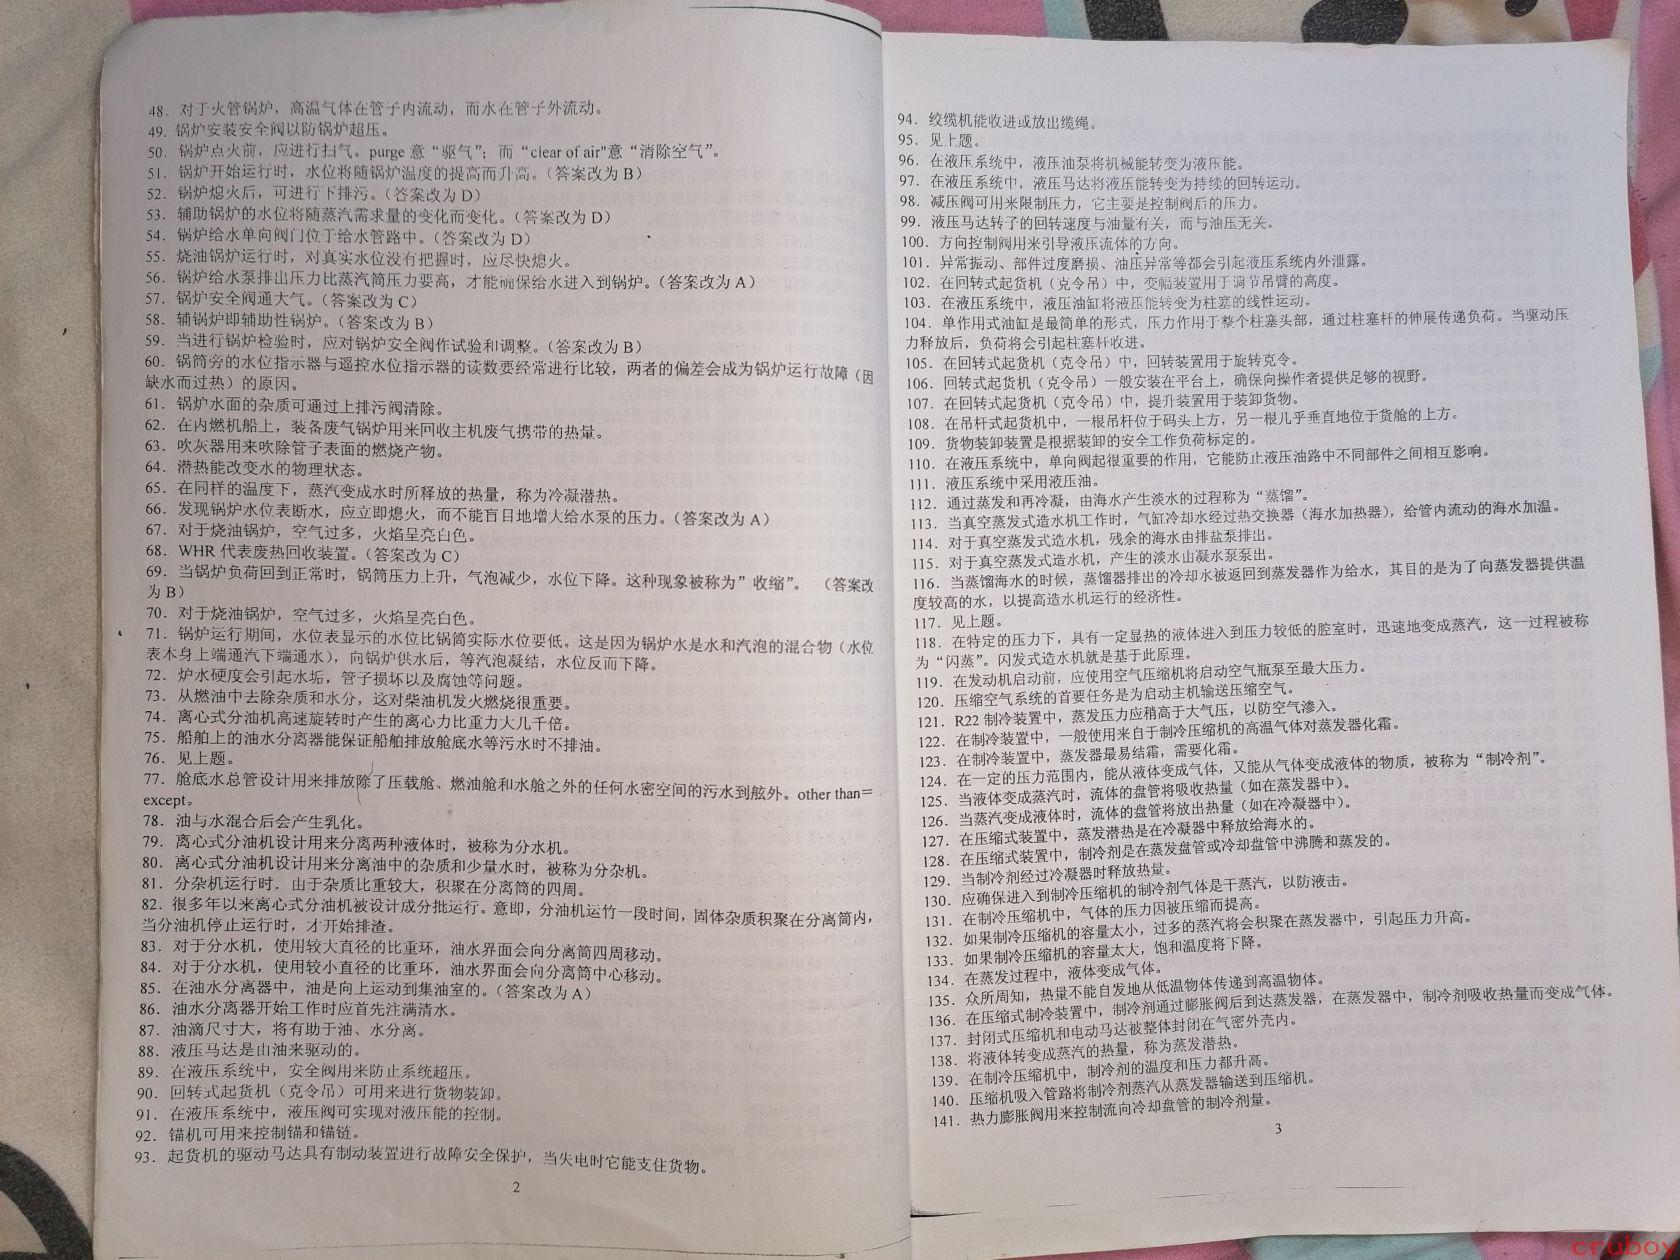 48．对于火管锅炉，高温气体在管子内流动，而水在管子外流动。
49．锅炉安装安全阀以防锅炉超压。
50．锅炉点火前，应进行扫气。purge 意“驱气”；而“clear of air"意“消除空气”。
51．锅炉开始运行时，水位将随锅炉温度的提高而升高。（答案改为 B）
52．锅炉熄火后，可进行下排污。（答案改为 D）
53．辅助锅炉的水位将随蒸汽需求量的变化而变化。（答案改为 D）
54．锅炉给水单向阀门位于给水管路中。（答案改为 D）
55．烧油锅炉运行时，对真实水位没有把握时，应尽快熄火。
56．锅炉给水泵排出压力比蒸汽筒压力要高，才能确保给水进入到锅炉。（答案改为 A）
57．锅炉安全阀通大气。（答案改为 C）
58．辅锅炉即辅助性锅炉。（答案改为 B）
59．当进行锅炉检验时，应对锅炉安全阀作试验和调整。（答案改为 B）
60．锅筒旁的水位指示器与遥控水位指示器的读数要经常进行比较，两者的偏差会成为锅炉运行故障（因
缺水而过热）的原因。
61．锅炉水面的杂质可通过上排污阀清除。
62．在内燃机船上，装备废气锅炉用来回收主机废气携带的热量。
63．吹灰器用来吹除管子表面的燃烧产物。
64．潜热能改变水的物理状态。
65．在同样的温度下，蒸汽变成水时所释放的热量，称为冷凝潜热。
66．发现锅炉水位表断水，应立即熄火，而不能盲目地增大给水泵的压力。（答案改为 A）
67．对于烧油锅炉，空气过多，火焰呈亮白色。
68．WHR 代表废热回收装置。（答案改为 C）
69．当锅炉负荷回到正常时，锅筒压力上升，气泡减少，水位下降。这种现象被称为”收缩”。（答案改
为 B）
70．对于烧油锅炉，空气过多，火焰呈亮白色。
71．锅炉运行期间，水位表显示的水位比锅筒实际水位要低。这是因为锅炉水是水和汽泡的混合物（水位
表本身上端通汽下端通水），向锅炉供水后，等汽泡凝结，水位反而下降。
72．炉水硬度会引起水垢，管子损坏以及腐蚀等问题。
73．从燃油中去除杂质和水分，这对柴油机发火燃烧很重要。
74．离心式分油机高速旋转时产生的离心力比重力大几千倍。
75．船舶上的油水分离器能保证船舶排放舱底水等污水时不排油。
76．见上题。
77．舱底水总管设计用来排放除了压载舱、燃油舱和水舱之外的任何水密空间的污水到舷外。other than＝
except。
78．油与水混合后会产生乳化。
79．离心式分油机设计用来分离两种液体时，被称为分水机。
80．离心式分油机设计用来分离油中的杂质和少量水时，被称为分杂机。
81．分杂机运行时．由于杂质比重较大，积聚在分离筒的四周。
82．很多年以来离心式分油机被设计成分批运行。意即，分油机运竹一段时间，固体杂质积聚在分离筒内，
当分油机停止运行时，才开始排渣。
83．对于分水机，使用较大直径的比重环，油水界面会向分离筒四周移动。
84．对于分水机，使用较小直径的比重环，油水界面会向分离筒中心移动。
85．在油水分离器中，油是向上运动到集油室的。（答案改为 A）
86．油水分离器开始工作时应首先注满清水。
87．油滴尺寸大，将有助于油、水分离。
88．液压马达是由油来驱动的。
89．在液压系统中，安全阀用来防止系统超压。
90．回转式起货机（克令吊）可用来进行货物装卸。
91．在液压系统中，液压阀可实现对液压能的控制。
92．锚机可用来控制锚和锚链。
93．起货机的驱动马达具有制动装置进行故障安全保护，当失电时它能支住货物。
2
94．绞缆机能收进或放出缆绳。
95．见上题。
96．在液压系统中，液压油泵将机械能转变为液压能。
97．在液压系统中，液压马达将液压能转变为持续的回转运动。
98．减压阀可用来限制压力，它主要是控制阀后的压力。
99．液压马达转子的回转速度与油量有关，而与油压无关。
100．方向控制阀用来引导液压流体的方向。
101．异常振动、部件过度磨损、油压异常等都会引起液压系统内外泄露。
102．在回转式起货机（克令吊）中，变幅装置用于调节吊臂的高度。
103．在液压系统中，液压油缸将液压能转变为柱塞的线性运动。
104．单作用式油缸是最简单的形式，压力作用于整个柱塞头部，通过柱塞杆的伸展传递负荷。当驱动压
力释放后，负荷将会引起柱塞杆收进。
105．在回转式起货机（克令吊）中，回转装置用于旋转克令。
106．回转式起货机（克令吊）一般安装在平台上，确保向操作者提供足够的视野。
107．在回转式起货机（克令吊）中，提升装置用于装卸货物。
108．在吊杆式起货机中，一根吊杆位于码头上方，另一根几乎垂直地位于货舱的上方。
109．货物装卸装置是根据装卸的安全工作负荷标定的。
110．在液压系统中，单向阀起很重要的作用，它能防止液压油路中不同部件之间相互影响。
111．液压系统中采用液压油。
112．通过蒸发和再冷凝，由海水产生淡水的过程称为“蒸馏”。
113．当真空蒸发式造水机工作时，气缸冷却水经过热交换器（海水加热器），给管内流动的海水加温。
114．对于真空蒸发式造水机，残余的海水由排盐泵排出。
115．对于真空蒸发式造水机，产生的淡水由凝水泵泵出。
116．当蒸馏海水的时候，蒸馏器排出的冷却水被返回到蒸发器作为给水，其目的是为了向蒸发器提供温
度较高的水，以提高造水机运行的经济性。
117．见上题。
118．在特定的压力下，具有一定显热的液体进入到压力较低的腔室时，迅速地变成蒸汽，这一过程被称
为“闪蒸”。闪发式造水机就是基于此原理。
119．在发动机启动前，应使用空气压缩机将启动空气瓶泵至最大压力。
120．压缩空气系统的首要任务是为启动主机输送压缩空气。
121．R22 制冷装置中，蒸发压力应稍高于大气压，以防空气渗入。
122．在制冷装置中，一般使用来自于制冷压缩机的高温气体对蒸发器化霜。
123．在制冷装置中，蒸发器最易结霜，需要化霜。
124．在一定的压力范围内，能从液体变成气体，又能从气体变成液体的物质，被称为“制冷剂”。
125．当液体变成蒸汽时，流体的盘管将吸收热量（如在蒸发器中）。
126．当蒸汽变成液体时，流体的盘管将放出热量（如在冷凝器中）。
127．在压缩式装置中，蒸发潜热是在冷凝器中释放给海水的。
128．在压缩式装置中，制冷剂是在蒸发盘管或冷却盘管中沸腾和蒸发的。
129．当制冷剂经过冷凝器时释放热量。
130．应确保进入到制冷压缩机的制冷剂气体是干蒸汽，以防液击。
131．在制冷压缩机中，气体的压力因被压缩而提高。
132．如果制冷压缩机的容量太小，过多的蒸汽将会积聚在蒸发器中，引起压力升高。
133．如果制冷压缩机的容量太大，饱和温度将下降。
134．在蒸发过程中，液体变成气体。
135．众所周知，热量不能自发地从低温物体传递到高温物体。
136．在压缩式制冷装置中，制冷剂通过膨胀阀后到达蒸发器，在蒸发器中，制冷剂吸收热量而变成气体。
137．封闭式压缩机和电动马达被整体封闭在气密外壳内。
138．将液体转变成蒸汽的热量，称为蒸发潜热。
139．在制冷压缩机中，制冷剂的温度和压力都升高。
140．压缩机吸入管路将制冷剂蒸汽从蒸发器输送到压缩机。
141．热力膨胀阀用来控制流向冷却盘管的制冷剂量。
3
cruboy